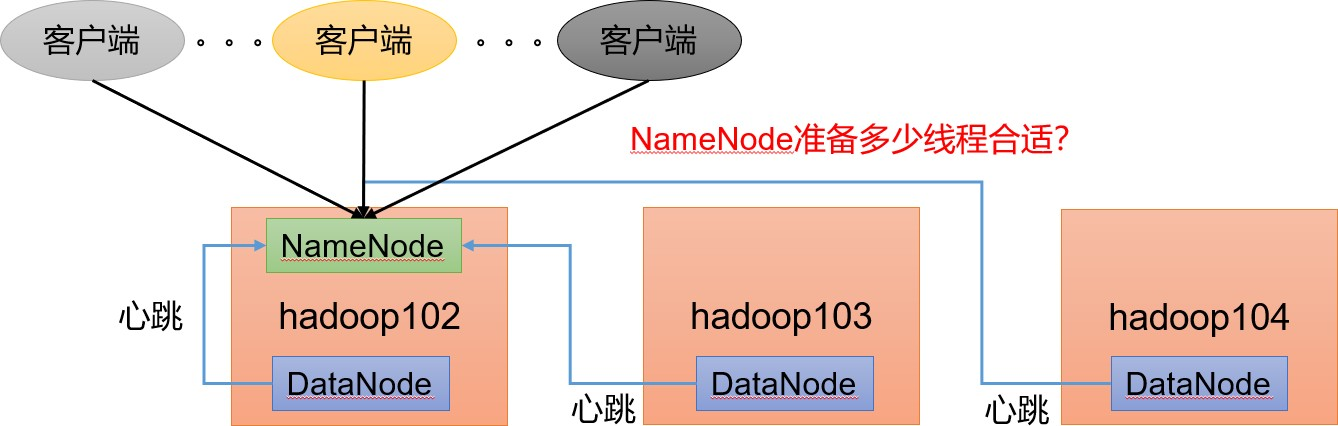 客户端 。。。 客户端 。。。 客户端
NameNode准备多少线程合适？
NameNode
心跳
hadoop102
hadoop103
hadoop104
DataNode
心跳
DataNode
心跳
DataNode